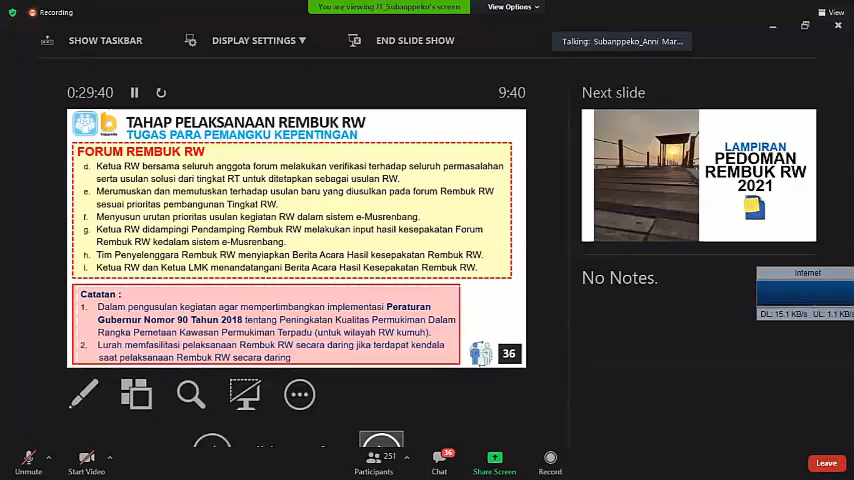 Recording
You are viewing JT_Subanppeko's screen
View Options
View
SHOW TASKBAR
DISPLAY SETTINGS
END SLIDE SHOW
Talking: Subanppeko_Anni Mar...
0:29:40
9:40
TAHAP PELAKSANAAN REMBUK RW
TUGAS PARA PEMANGKU KEPENTINGAN
FORUM REMBUK RW
d. Ketua RW bersama seluruh anggota forum melakukan verifikasi terhadap seluruh permasalahan
serta usulan solusi dari tingkat RT untuk ditetapkan sebagai usulan RW.
e. Merumuskan dan memutuskan terhadap usulan baru yang diusulkan pada forum Rembuk RW
sesuai prioritas pembangunan Tingkat RW.
f. Menyusun urutan prioritas usulan kegiatan RW dalam sistem e-Musrenbang.
g. Ketua RW didampingi Pendamping Rembuk RW melakukan input hasil kesepakatan Forum
Rembuk RW kedalam sistem e-Musrenbang.
h. Tim Penyelenggara Rembuk RW menyiapkan Berita Acara Hasil kesepakatan Rembuk RW.
i. Ketua RW dan Ketua LMK menandatangani Berita Acara Hasil Kesepakatan Rembuk RW.
Catatan :
1. Dalam pengusulan kegiatan agar mempertimbangkan implementasi Peraturan
Gubernur Nomor 90 Tahun 2018 tentang Peningkatan Kualitas Permukiman Dalam
Rangka Pemetaan Kawasan Permukiman Terpadu (untuk wilayah RW kumuh).
2. Lurah memfasilitasi pelaksanaan Rembuk RW secara daring jika terdapat kendala
saat pelaksanaan Rembuk RW secara daring
36
Next slide
LAMPIRAN
PEDOMAN
REMBUK RW
2021
No Notes.
Internet
DL: 15.1 KB/s UL: 1.1 KB/s
Unmute
Start Video
251
Participants
36
Chat
Share Screen
Record
Leave